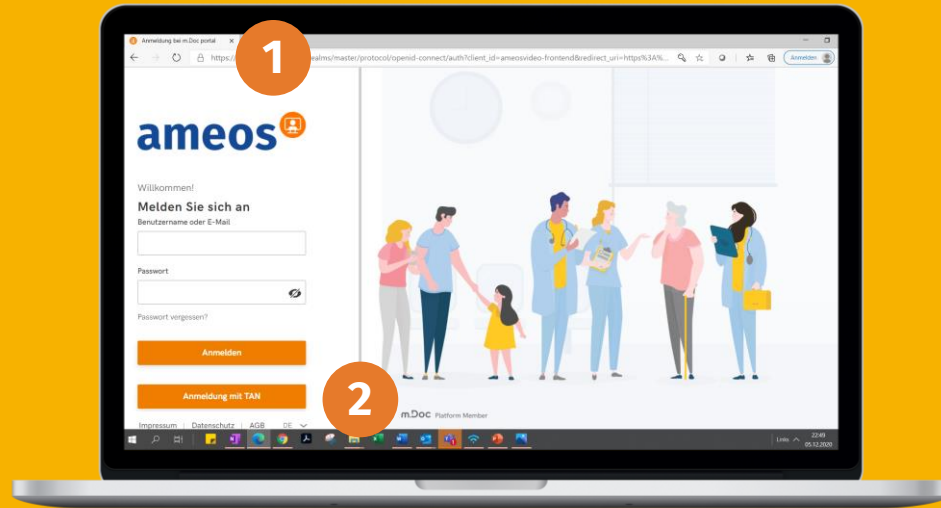 Anmeldung bei m.Doc portal
1
https:// ealms/master/protocol/openid-connect/auth?client_id=ameosvideo-frontend&redirect_uri=https%3A%...
Anmelden
ameos
Willkommen!
Melden Sie sich an
Benutzername oder E-Mail
Passwort
Passwort vergessen?
Anmelden
Anmeldung mit TAN
2
Impressum | Datenschutz | AGB DE
m.Doc Platform Member
Links
22:49
05.12.2020